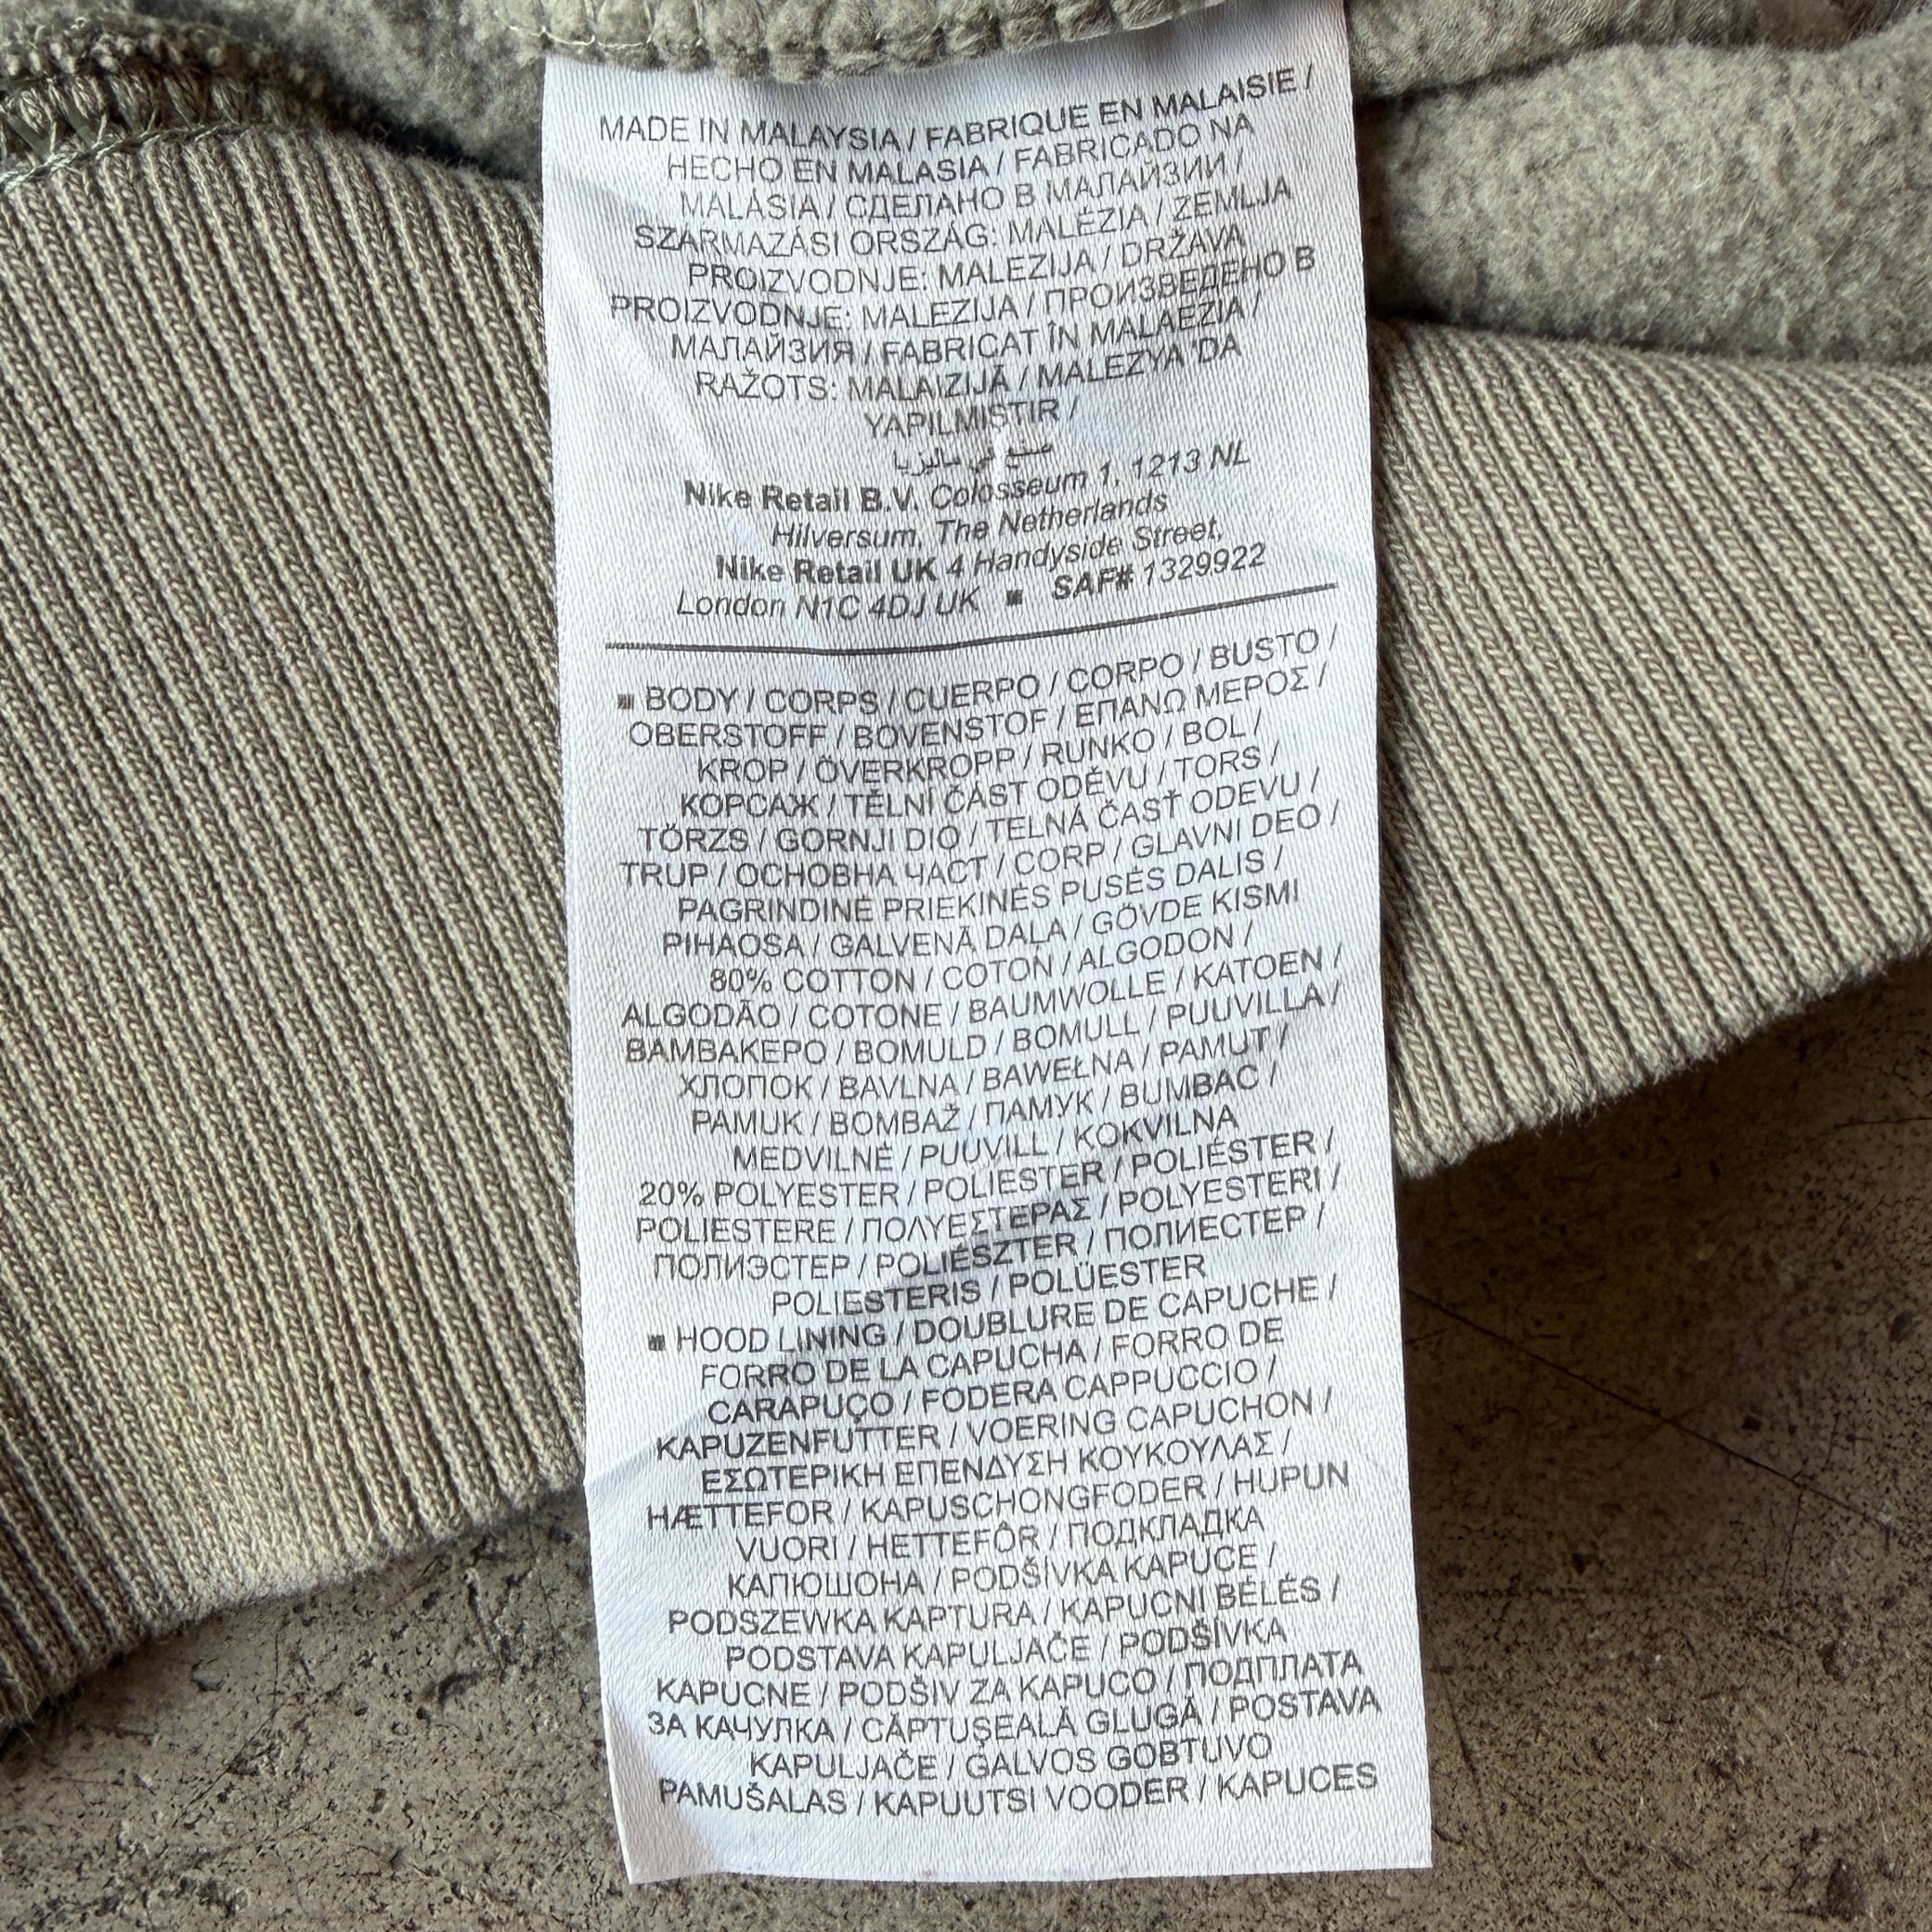 MADE IN MALAYSIA / FABRIQUE EN MALAISIE /
HECHO EN MALASIA / FABRICADO NA
MALÁSIA / СДЕЛАНО В МАЛАЙЗИИ /
SZÁRMAZÁSI ORSZÁG: MALÉZIA / ZEMLJA
PROIZVODNJE: MALEZIJA / DRŽAVA
PROIZVODNJE: MALEZIJA / ПРОИЗВЕДЕНО В
МАЛАЙЗИЯ / FABRICAT ÎN MALAEZIA /
RAŽOTS: MALAIZIJĀ / MALEZYA 'DA
YAPILMISTIR /
صنع في ماليزيا
Nike Retail B.V. Colosseum 1, 1213 NL
Hilversum, The Netherlands
Nike Retail UK 4 Handyside Street,
London N1C 4DJ UK ■ SAF# 1329922
■ BODY / CORPS / CUERPO / CORPO / BUSTO /
OBERSTOFF / BOVENSTOF / ΕΠΑΝΩ ΜΕΡΟΣ /
KROP / ÖVERKROPP / RUNKO / BOL /
КОРСАЖ / TĚLNÍ ČÁST ODĚVU / TORS /
TÖRZS / GORNJI DIO / TELNÁ ČASŤ ODEVU /
TRUP / ОСНОВНА ЧАСТ / CORP / GLAVNI DEO /
PAGRINDINĖ PRIEKINĖS PUSĖS DALIS /
PIHAOSA / GALVENĀ DALA / GÖVDE KISMI
80% COTTON / COTON / ALGODON /
ALGODÃO / COTONE / BAUMWOLLE / KATOEN /
ΒΑΜΒΑΚΕΡΟ / BOMULD / BOMULL / PUUVILLA /
ХЛОПОК / BAVLNA / BAWEŁNA / PAMUT /
PAMUK / BOMBAŽ / ПАМУК / BUMBAC /
MEDVILNĖ / PUUVILL / KOKVILNA
20% POLYESTER / POLIESTER / POLIÉSTER /
POLIESTERE / ΠΟΛΥΕΣΤΕΡΑΣ / POLYESTERI /
ПОЛИЭСТЕР / POLIÉSZTER / ПОЛИЕСТЕР /
POLIESTERIS / POLÜESTER
■ HOOD LINING / DOUBLURE DE CAPUCHE /
FORRO DE LA CAPUCHA / FORRO DE
CARAPUÇO / FODERA CAPPUCCIO /
KAPUZENFUTTER / VOERING CAPUCHON /
ΕΣΩΤΕΡΙΚΗ ΕΠΕΝΔΥΣΗ ΚΟΥΚΟΥΛΑΣ /
HÆTTEFOR / KAPUSCHONGFODER / HUPUN
VUORI / HETTEFÔR / ПОДКЛАДКА
КАПЮШОНА / PODŠÍVKA KAPUCE /
PODSZEWKA KAPTURA / KAPUCNI BÉLÉS /
PODSTAVA KAPULJAČE / PODŠÍVKA
KAPUCNE / PODŠIV ZA KAPUCO / ПОДПЛАТА
ЗА КАЧУЛКА / CĂPTUȘEALĂ GLUGĂ / POSTAVA
KAPULJAČE / GALVOS GOBTUVO
PAMUŠALAS / KAPUUTSI VOODER / KAPUCES